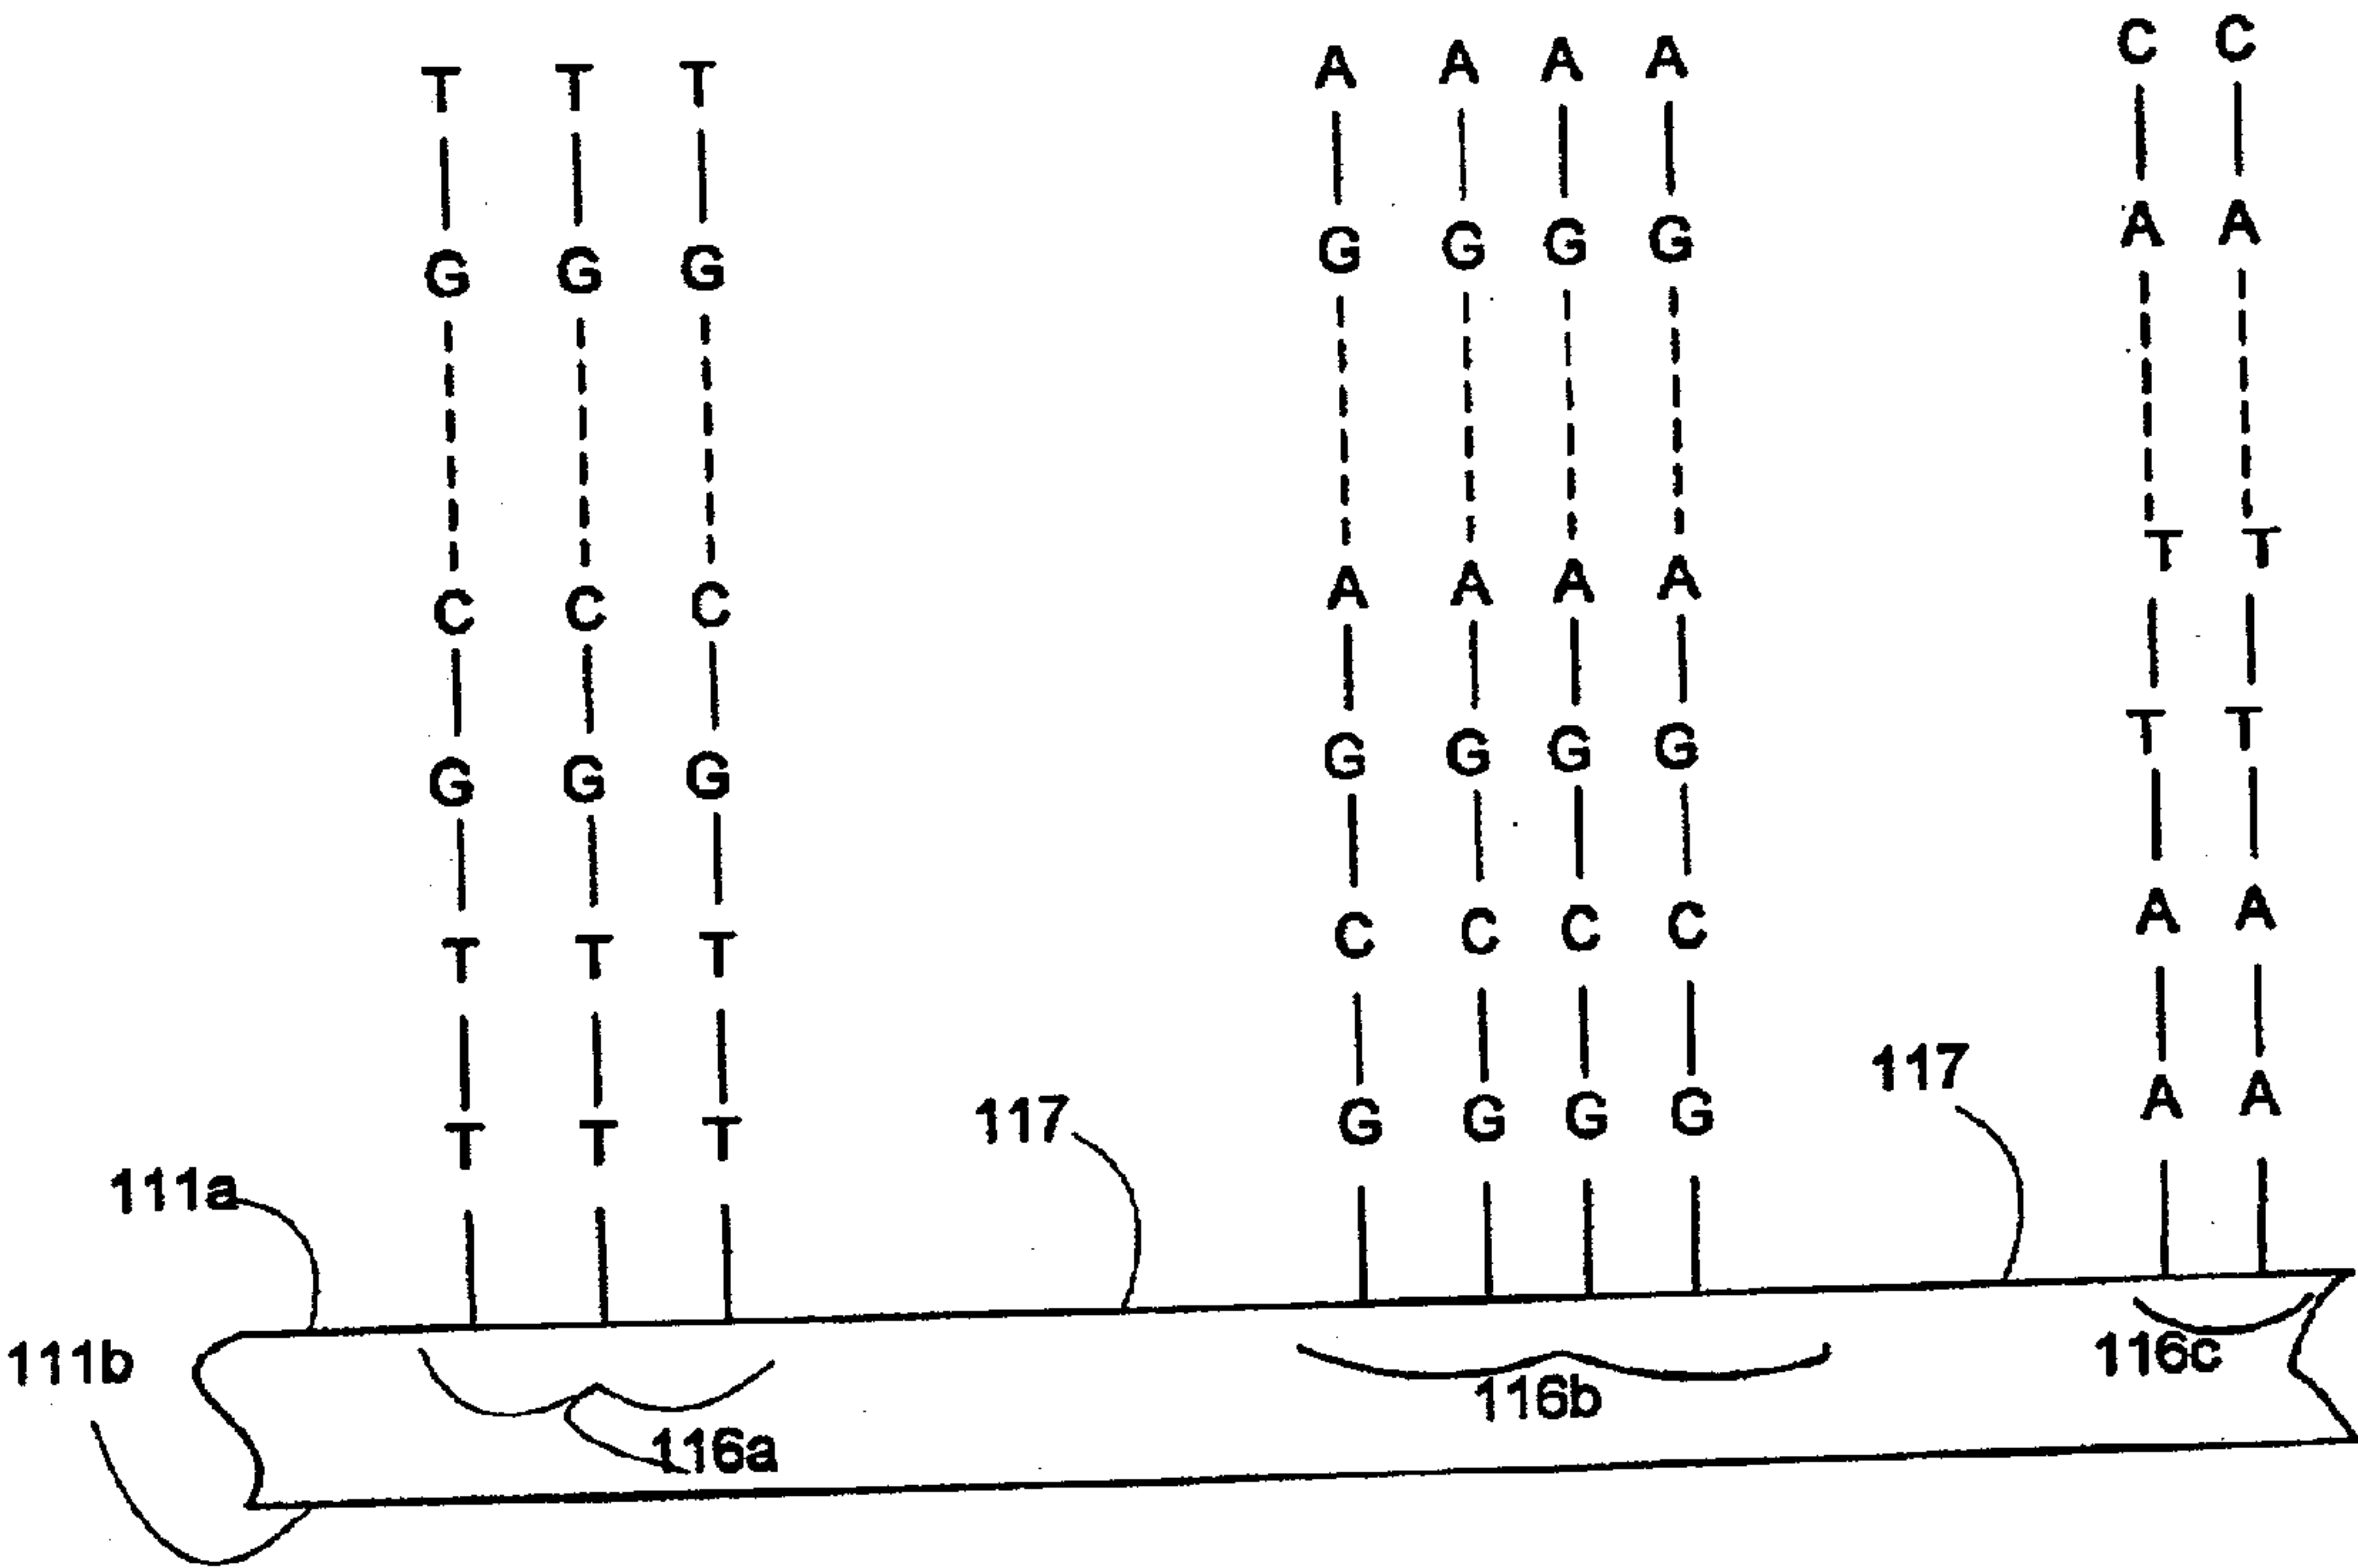 T T T A A A A C C
G G G G G G G A A
C C C A A A A T T
G G G G G G G T T
T T T C C C C A A
T T T G G G G A A
117
117
111a
111b
116a
116b
116c